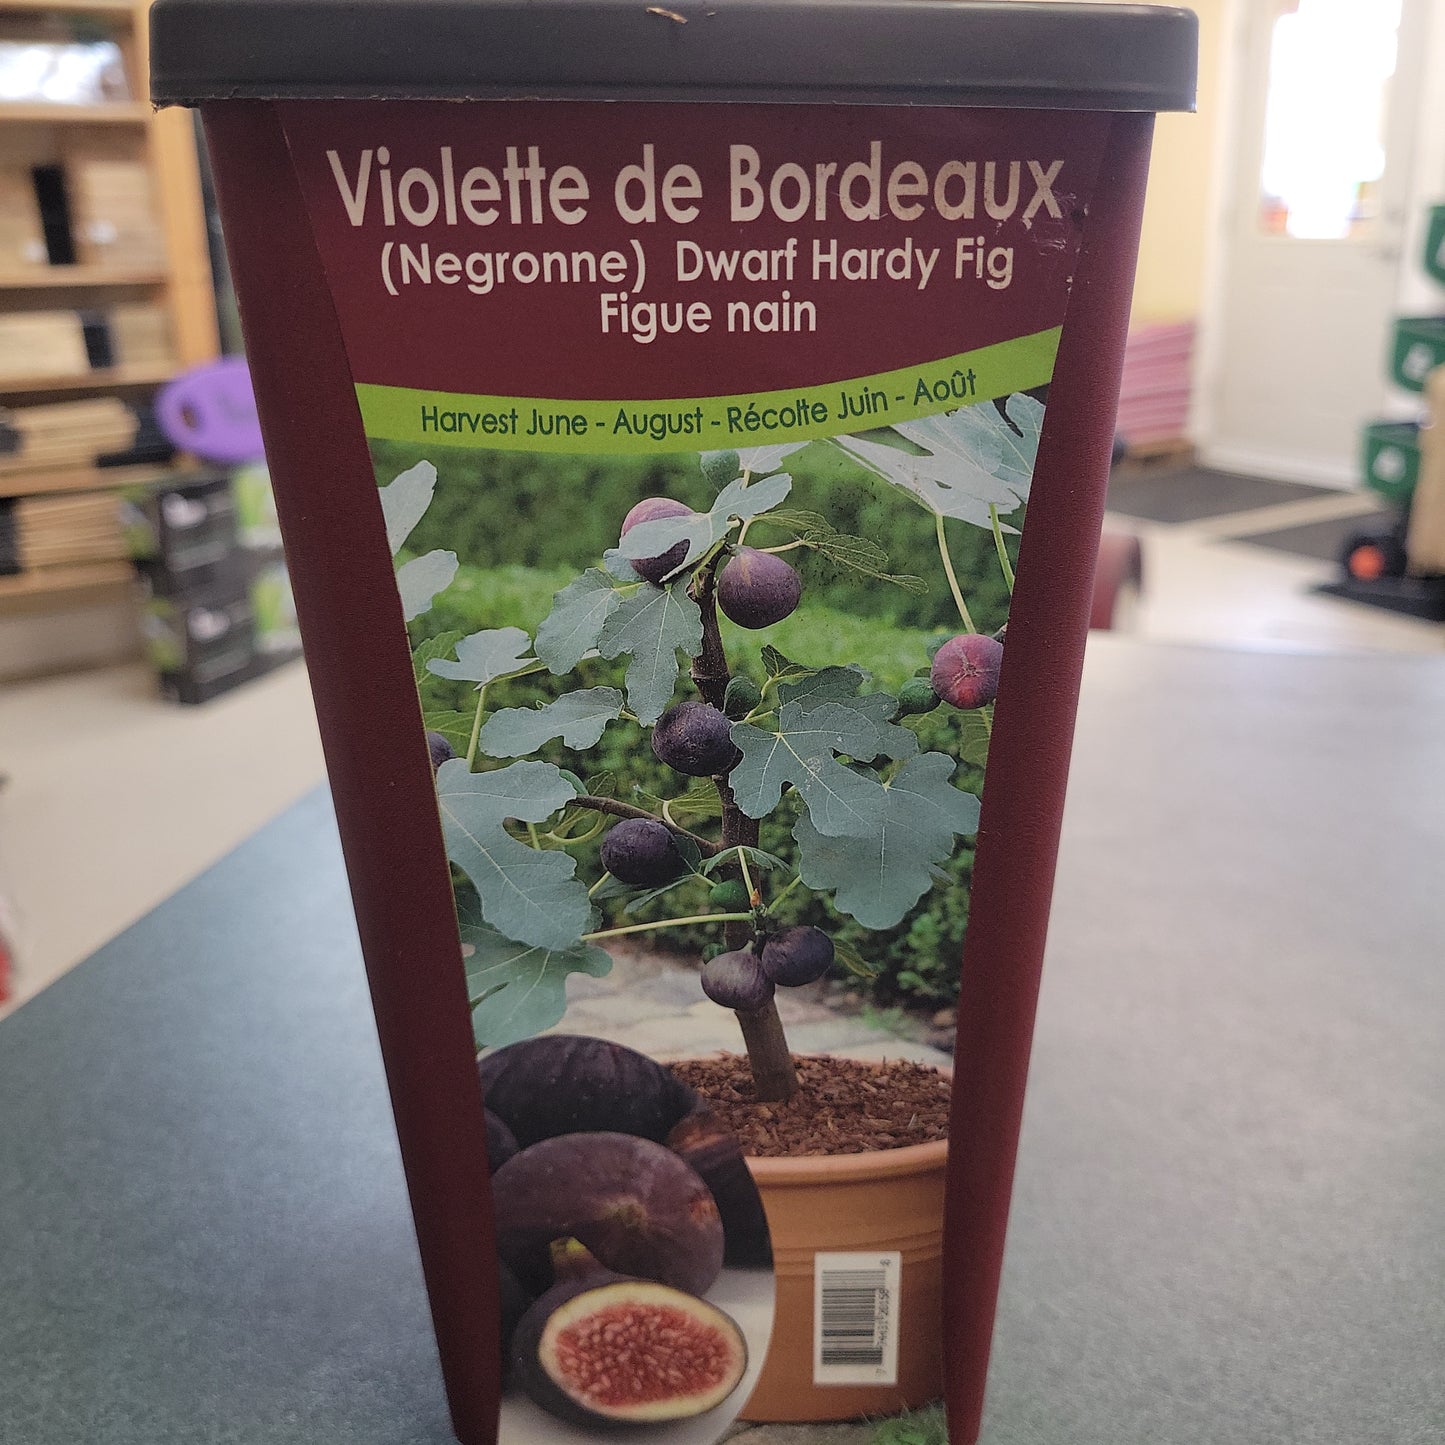 Violette de Bordeaux
(Negronne) Dwarf Hardy Fig
Figue nain
Harvest June - August - Récolte Juin - Août